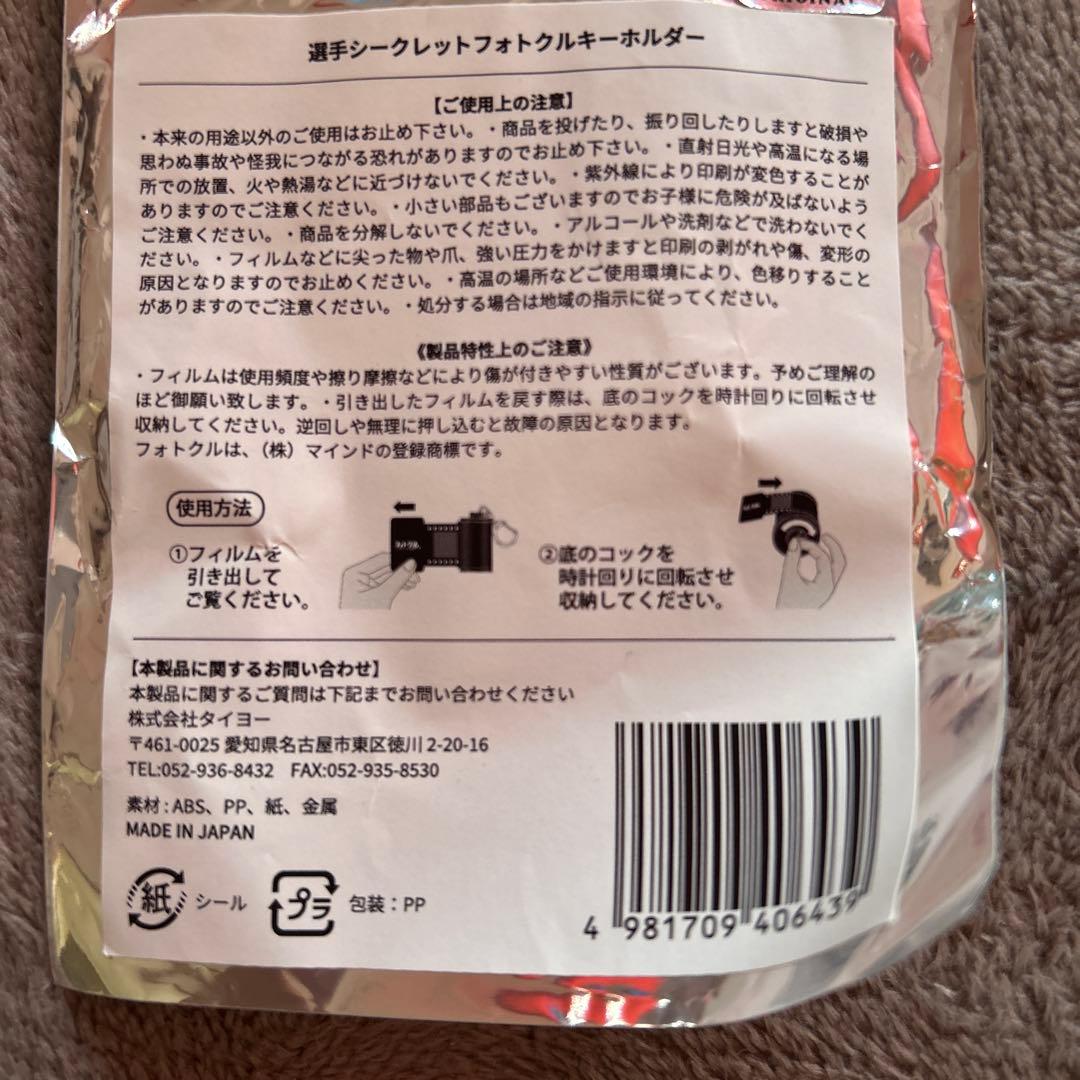 選手シークレットフォトクルキーホルダー
【ご使用上の注意】
・本来の用途以外のご使用はお止め下さい。・商品を投げたり、振り回したりしますと破損や
思わぬ事故や怪我につながる恐れがありますのでお止め下さい。・直射日光や高温になる場
所での放置、火や熱湯などに近づけないでください。・紫外線により印刷が変色することが
ありますのでご注意ください。・小さい部品もございますのでお子様に危険が及ばないよう
ご注意ください。・商品を分解しないでください。・アルコールや洗剤などで洗わないでく
ださい。・フィルムなどに尖った物や爪、強い圧力をかけますと印刷の剥がれや傷、変形の
原因となりますのでお止めください。・高温の場所などご使用環境により、色移りすること
がありますのでご注意ください。・処分する場合は地域の指示に従ってください。
《製品特性上のご注意》
・フィルムは使用頻度や擦り摩擦などにより傷が付きやすい性質がございます。予めご理解の
ほど御願い致します。・引き出したフィルムを戻す際は、底のコックを時計回りに回転させ
収納してください。逆回しや無理に押し込むと故障の原因となります。
フォトクルは、（株）マインドの登録商標です。
使用方法
①フィルムを
引き出して
ご覧ください。
②底のコックを
時計回りに回転させ
収納してください。
【本製品に関するお問い合わせ】
本製品に関するご質問は下記までお問い合わせください
株式会社タイヨー
〒461-0025 愛知県名古屋市東区徳川 2-20-16
TEL:052-936-8432 FAX:052-935-8530
素材：ABS、PP、紙、金属
MADE IN JAPAN
紙 シール
プラ 包装：PP
4 981709 406439